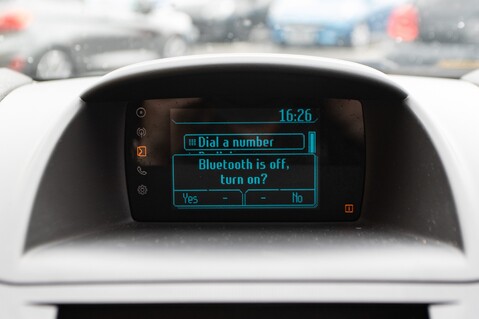 16:26
Dial a number
Bluetooth is off,
turn on?
Yes - - No